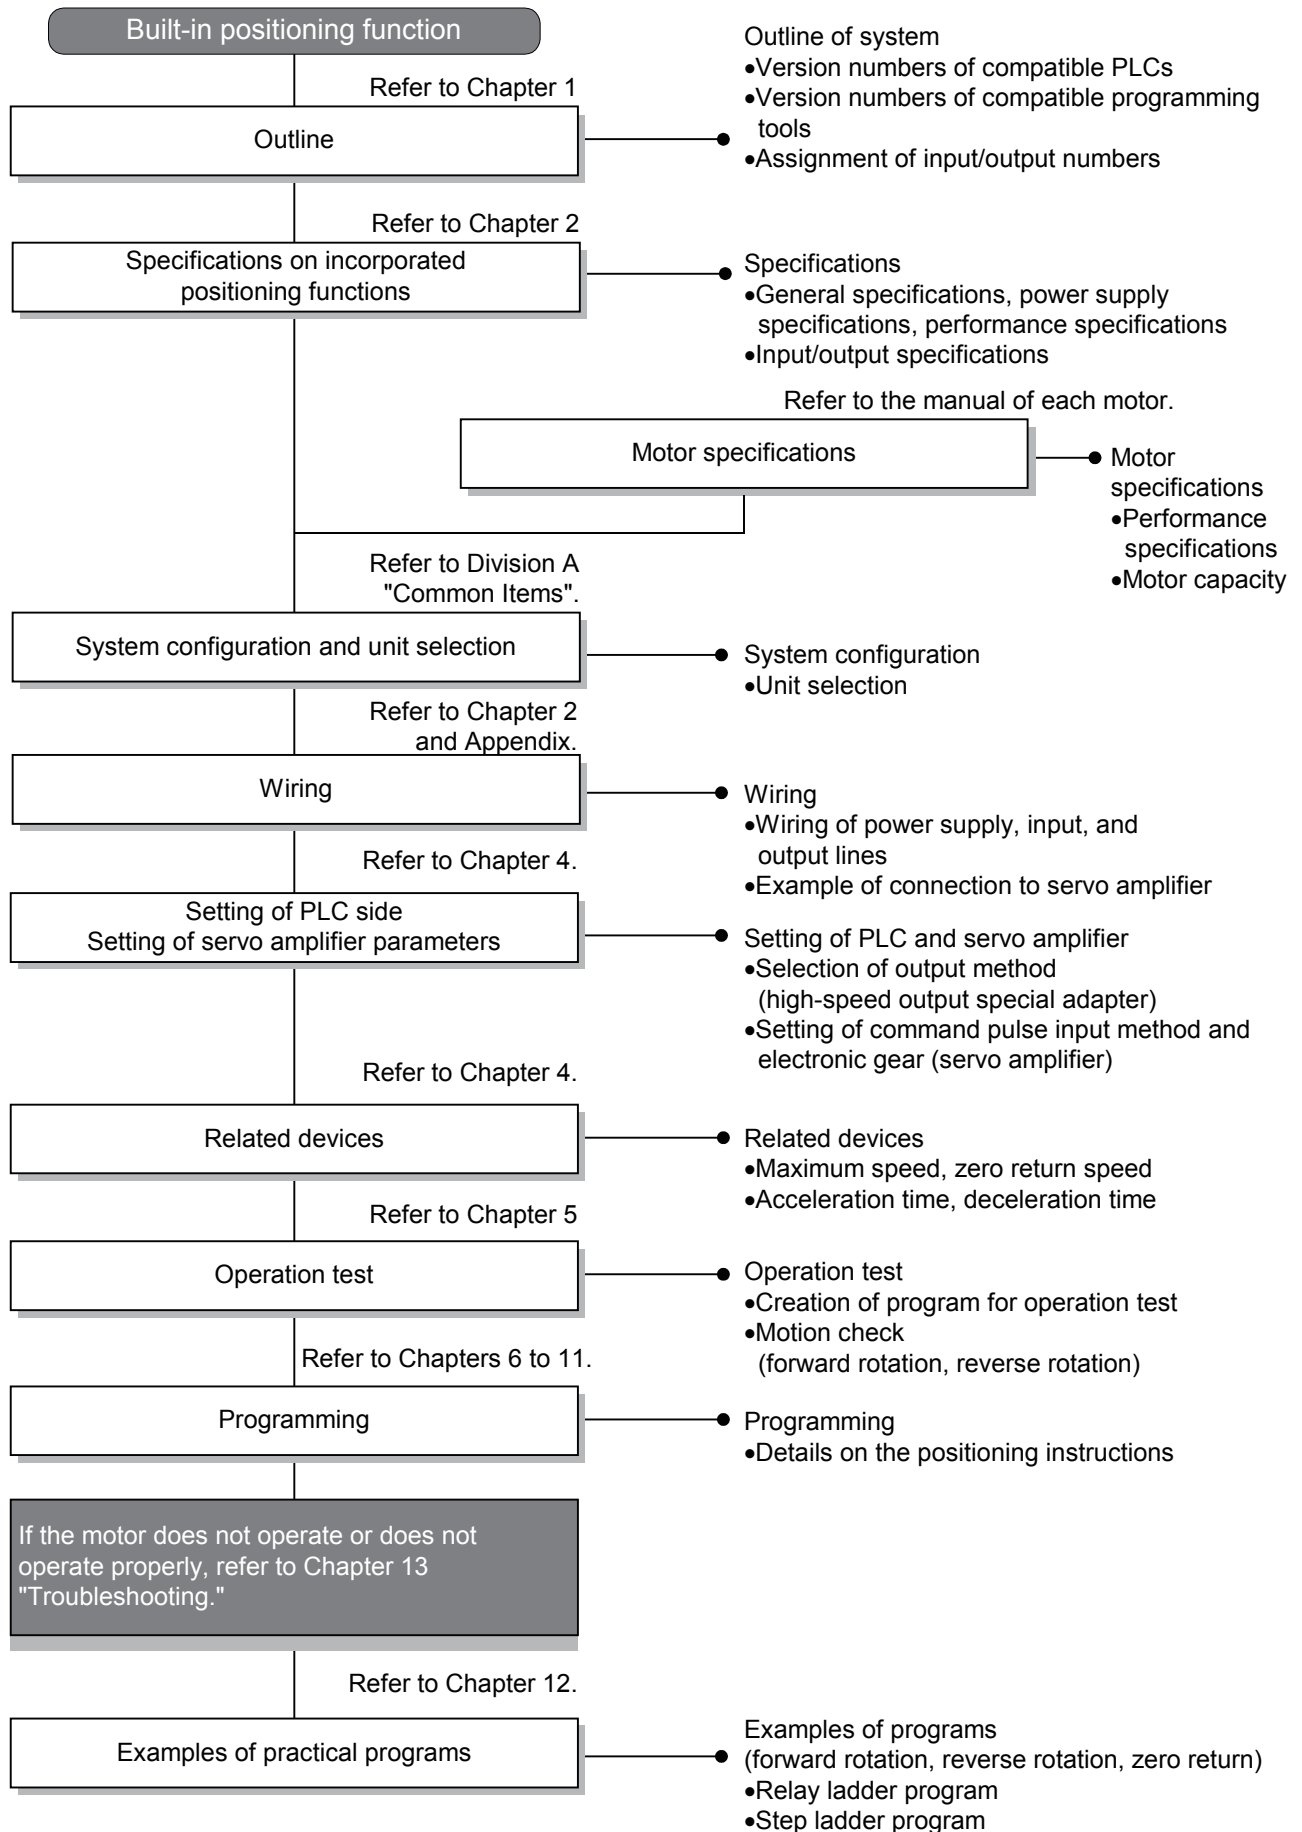 Built-in positioning function
Refer to Chapter 1
Outline
Outline of system
•Version numbers of compatible PLCs
•Version numbers of compatible programming
tools
•Assignment of input/output numbers
Refer to Chapter 2
Specifications on incorporated
positioning functions
Specifications
•General specifications, power supply
specifications, performance specifications
•Input/output specifications
Refer to the manual of each motor.
Motor specifications
Motor
specifications
•Performance
specifications
•Motor capacity
Refer to Division A
"Common Items".
System configuration and unit selection
System configuration
•Unit selection
Refer to Chapter 2
and Appendix.
Wiring
Wiring
•Wiring of power supply, input, and
output lines
•Example of connection to servo amplifier
Refer to Chapter 4.
Setting of PLC side
Setting of servo amplifier parameters
Setting of PLC and servo amplifier
•Selection of output method
(high-speed output special adapter)
•Setting of command pulse input method and
electronic gear (servo amplifier)
Refer to Chapter 4.
Related devices
Related devices
•Maximum speed, zero return speed
•Acceleration time, deceleration time
Refer to Chapter 5
Operation test
Operation test
•Creation of program for operation test
•Motion check
(forward rotation, reverse rotation)
Refer to Chapters 6 to 11.
Programming
Programming
•Details on the positioning instructions
If the motor does not operate or does not
operate properly, refer to Chapter 13
"Troubleshooting."
Refer to Chapter 12.
Examples of practical programs
Examples of programs
(forward rotation, reverse rotation, zero return)
•Relay ladder program
•Step ladder program